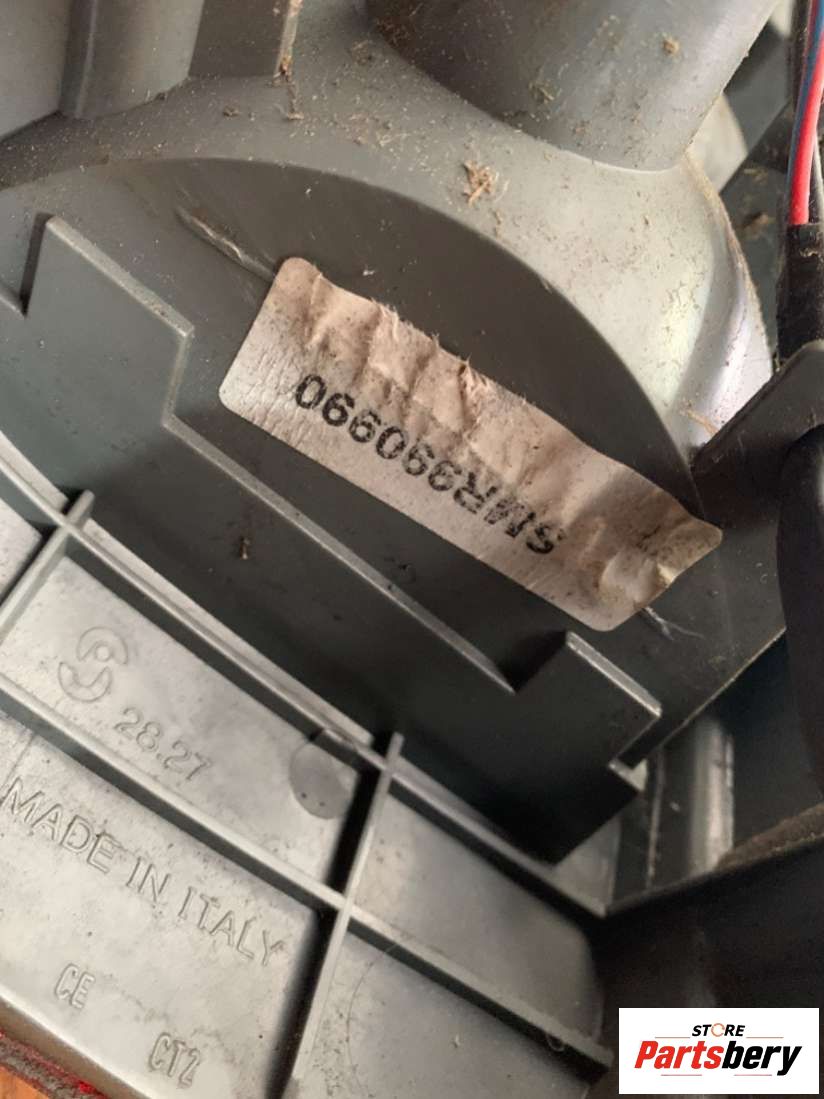 SMR990990
28.27
MADE IN ITALY
CE CT2
STORE
Partsbery